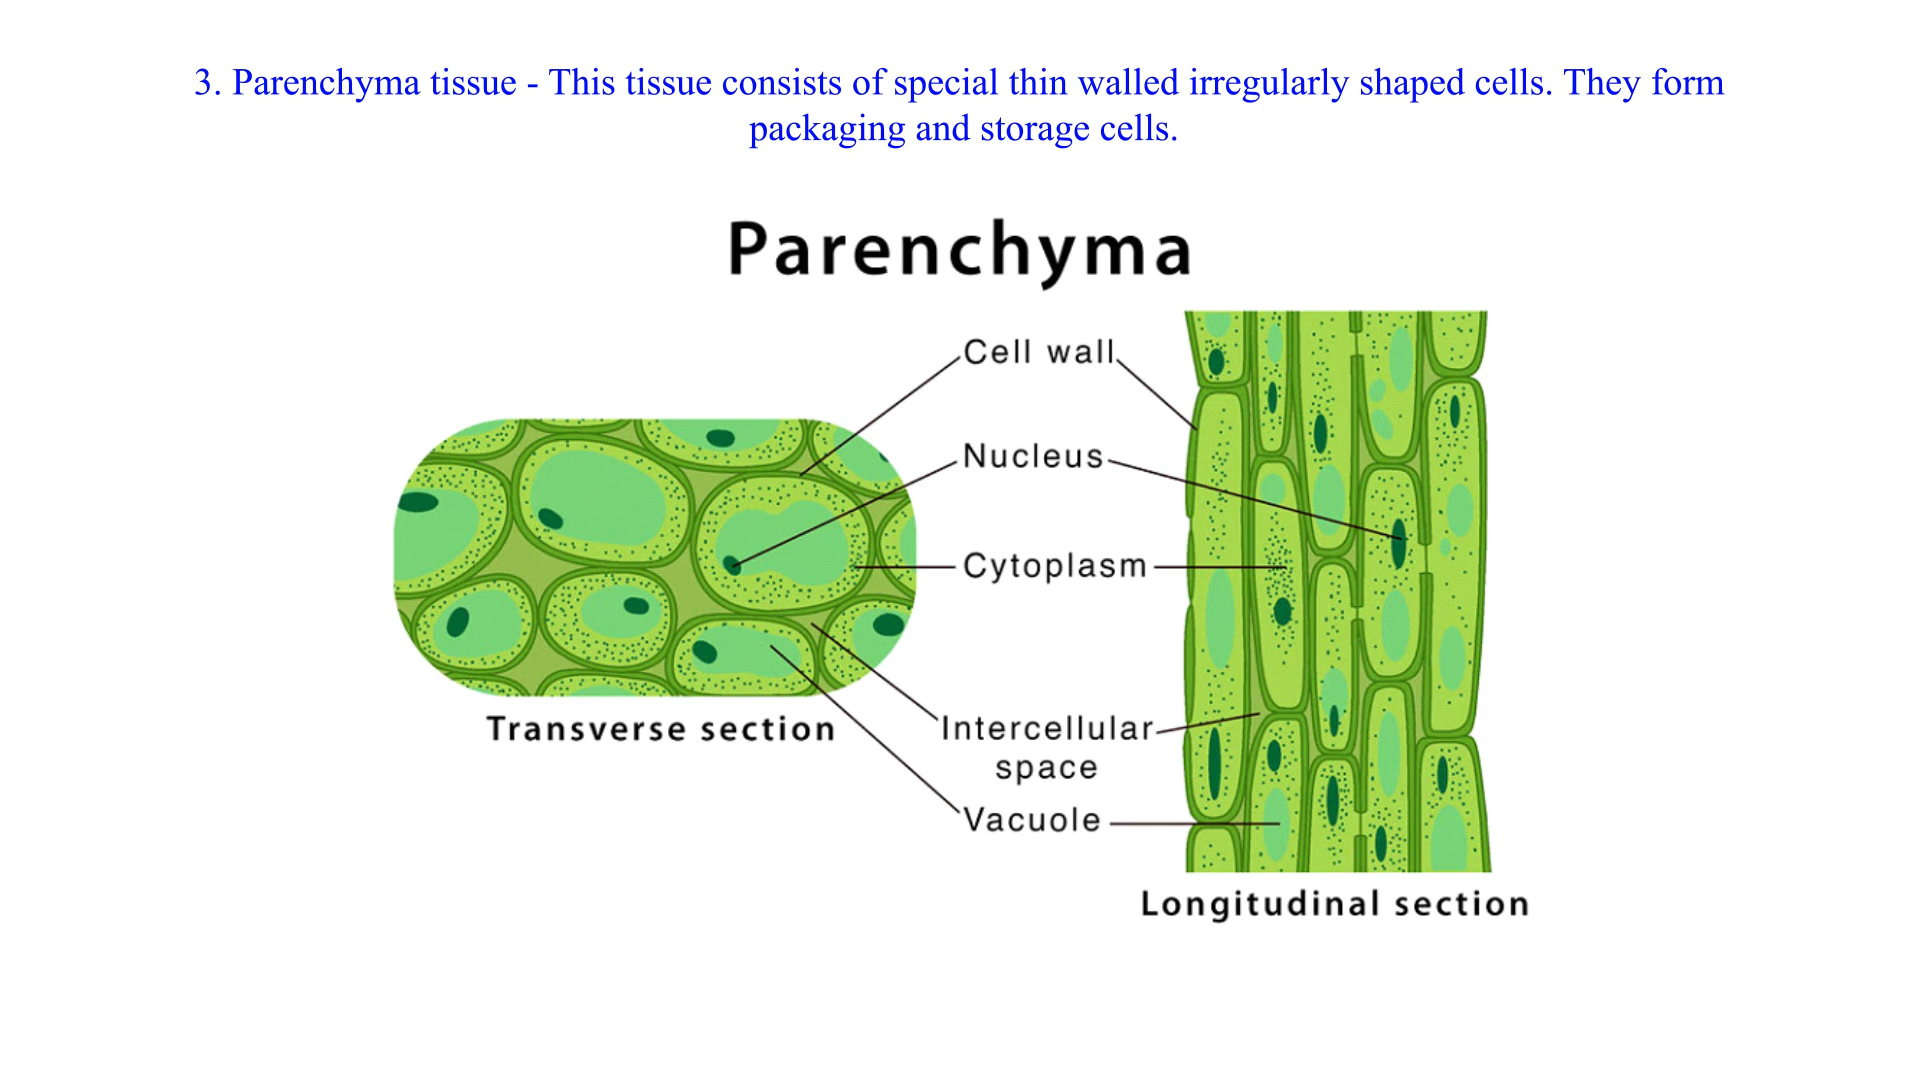 3. Parenchyma tissue - This tissue consists of special thin walled irregularly shaped cells. They form
packaging and storage cells.
Parenchyma
Cell wall
Nucleus
Cytoplasm
Intercellular
space
Vacuole
Transverse section
Longitudinal section